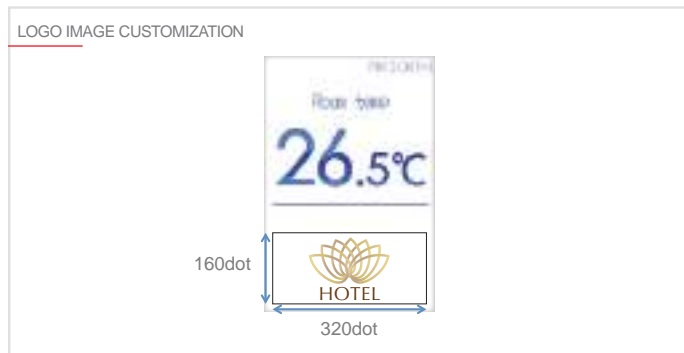 LOGO IMAGE CUSTOMIZATION
Room temp
26.5℃
160dot
HOTEL
320dot